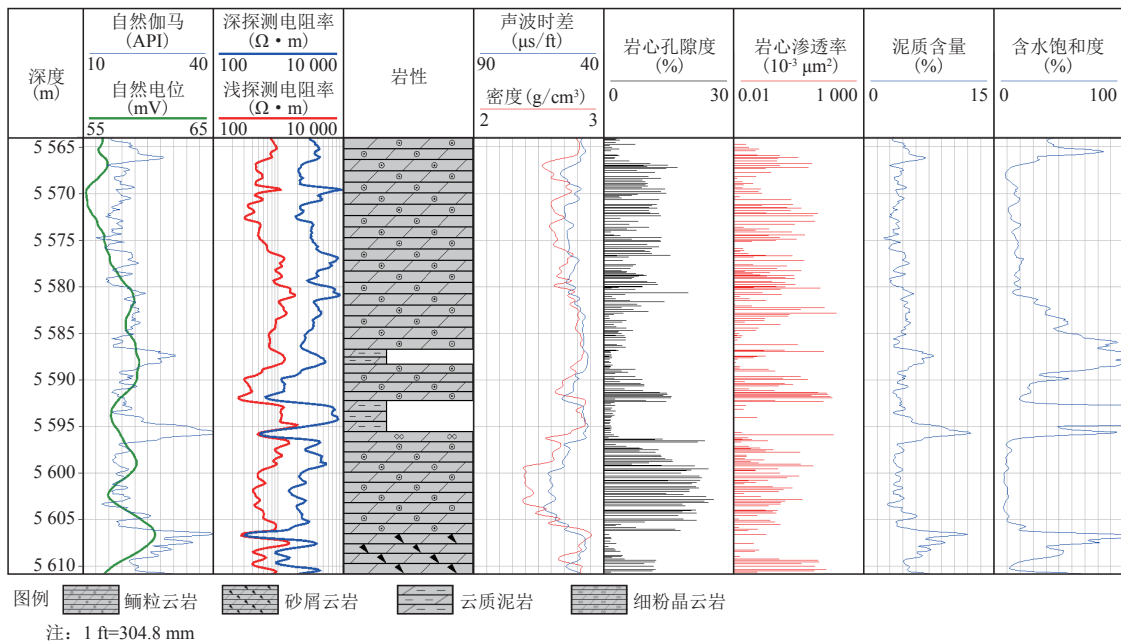 深度
(m)
自然伽马
(API)
10 40
自然电位
(mV)
55 65
深探测电阻率
(Ω·m)
100 10 000
浅探测电阻率
(Ω·m)
100 10 000
岩性
声波时差
(μs/ft)
90 40
密度(g/cm³)
2 3
岩心孔隙度
(%)
0 30
岩心渗透率
(10⁻³ μm²)
0.01 1 000
泥质含量
(%)
0 15
含水饱和度
(%)
0 100
5 565
5 570
5 575
5 580
5 585
5 590
5 595
5 600
5 605
5 610
图例 鲕粒云岩 砂屑云岩 云质泥岩 细粉晶云岩
注：1 ft=304.8 mm